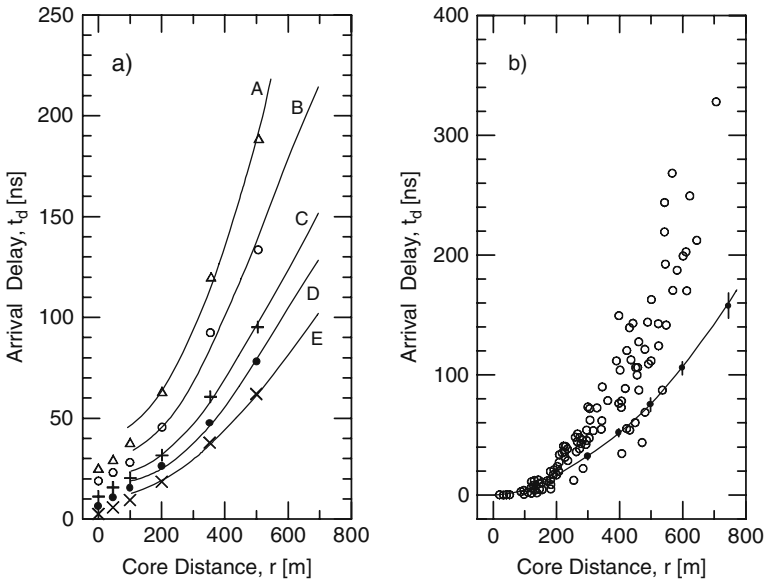 250
200
150
100
50
0
0 200 400 600 800
Arrival Delay, t_d [ns]
Core Distance, r [m]
a)
A
B
C
D
E
400
300
200
100
0
0 200 400 600 800
Arrival Delay, t_d [ns]
Core Distance, r [m]
b)